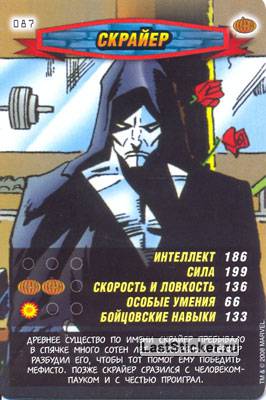 087
СКРАЙЕР
ИНТЕЛЛЕКТ 186
СИЛА 199
СКОРОСТЬ И ЛОВКОСТЬ 136
ОСОБЫЕ УМЕНИЯ 66
БОЙЦОВСКИЕ НАВЫКИ 133
ДРЕВНЕЕ СУЩЕСТВО ПО ИМЕНИ СКРАЙЕР ПРЕБЫВАЛО
В СПЯЧКЕ МНОГО СОТЕН
РАЗБУДИЛ ЕГО, ЧТОБЫ ТОТ ПОМОГ ЕМУ ПОБЕДИТЬ
МЕФИСТО. ПОЗЖЕ СКРАЙЕР СРАЗИЛСЯ С ЧЕЛОВЕКОМ-
ПАУКОМ И С ЧЕСТЬЮ ПРОИГРАЛ.
LastSticker.ru
TM & © 2008 MARVEL